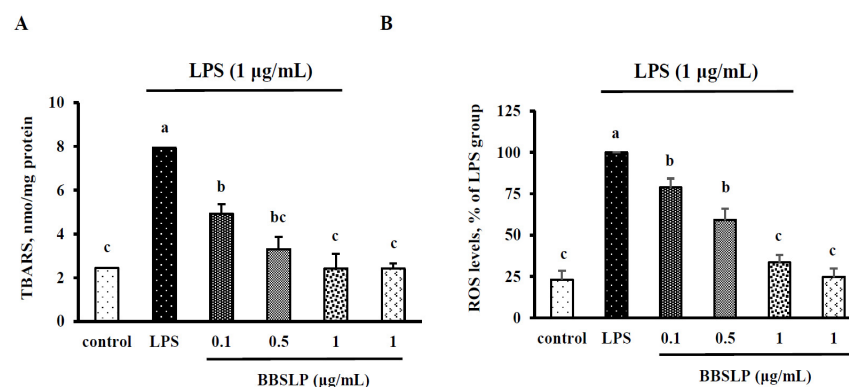 A
LPS (1 µg/mL)
TBARS, nmo/mg protein
10
8
6
4
2
0
a
b
bc
c
c
c
control LPS 0.1 0.5 1 1
BBSLP (µg/mL)
B
LPS (1 µg/mL)
ROS levels, % of LPS group
125
100
75
50
25
0
a
b
b
c
c
c
control LPS 0.1 0.5 1 1
BBSLP (µg/mL)